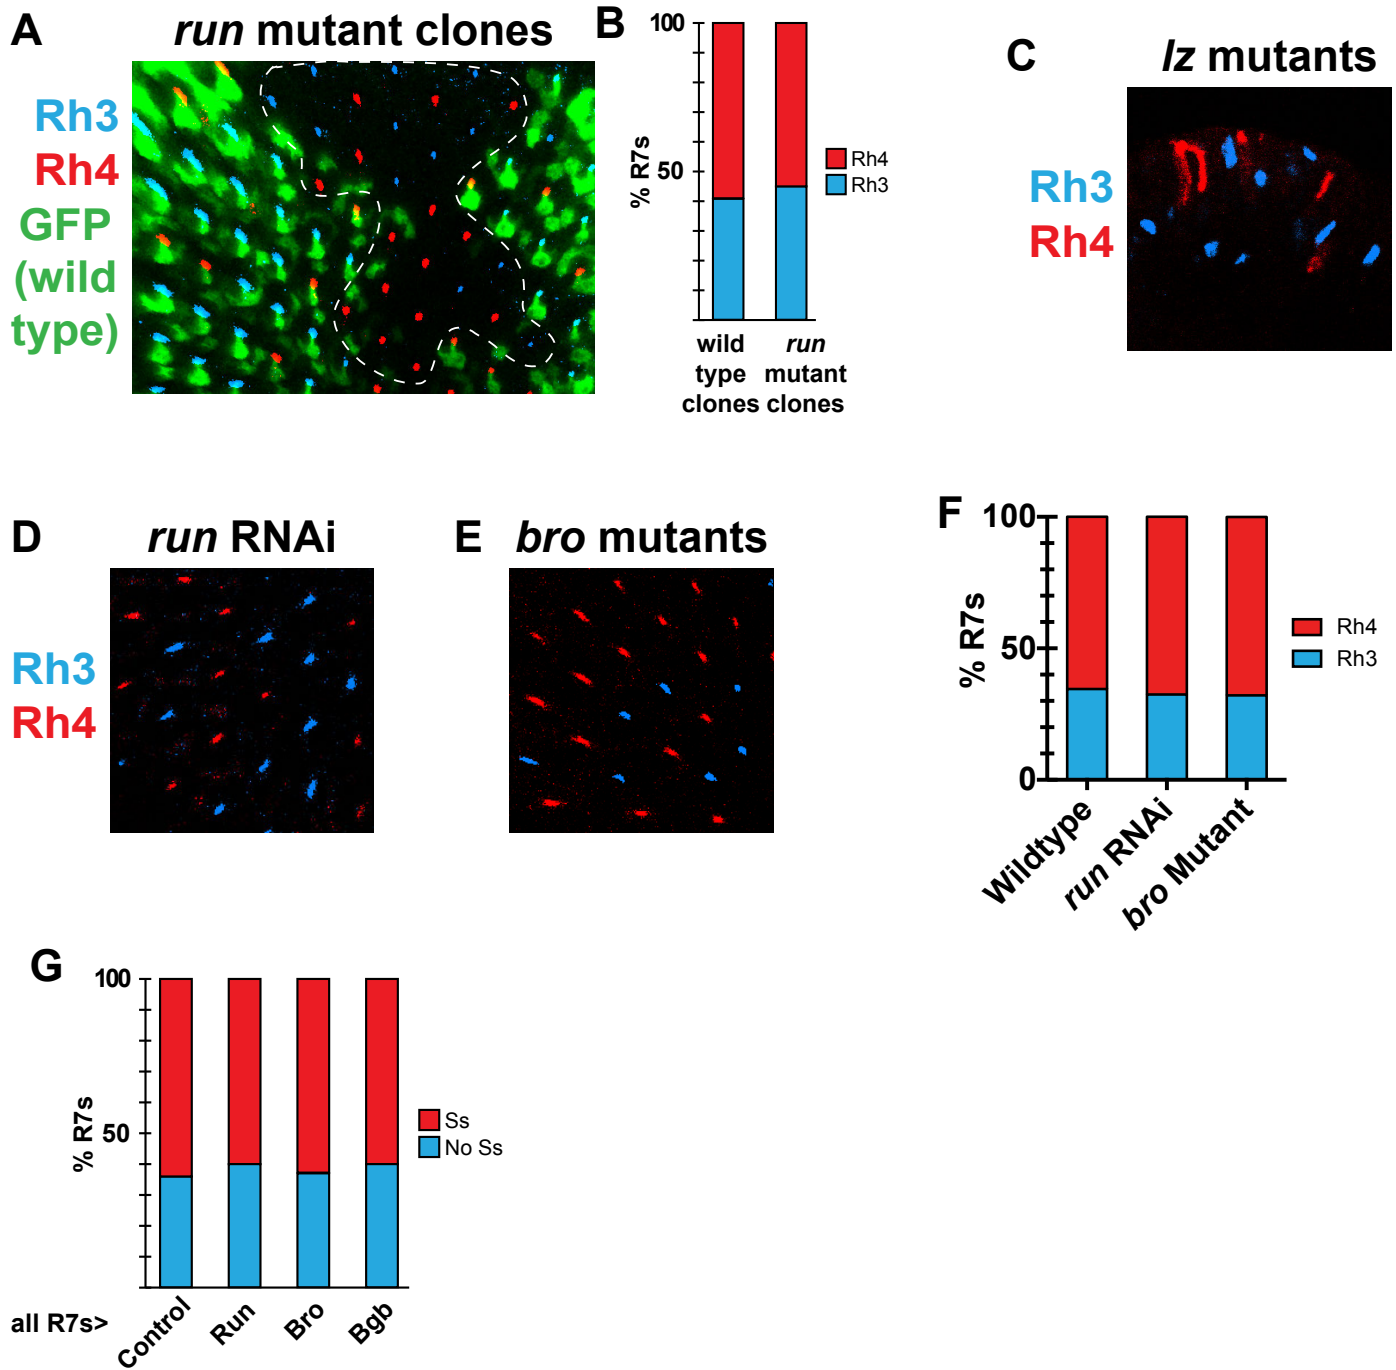 A
run mutant clones
Rh3
Rh4
GFP
(wild
type)
B
100
50
% R7s
Rh4
Rh3
wild
type
clones
run
mutant
clones
C
lz mutants
Rh3
Rh4
D
run RNAi
Rh3
Rh4
E
bro mutants
F
100
50
0
% R7s
Rh4
Rh3
Wildtype
run RNAi
bro Mutant
G
100
50
% R7s
Ss
No Ss
all R7s>
Control
Run
Bro
Bgb